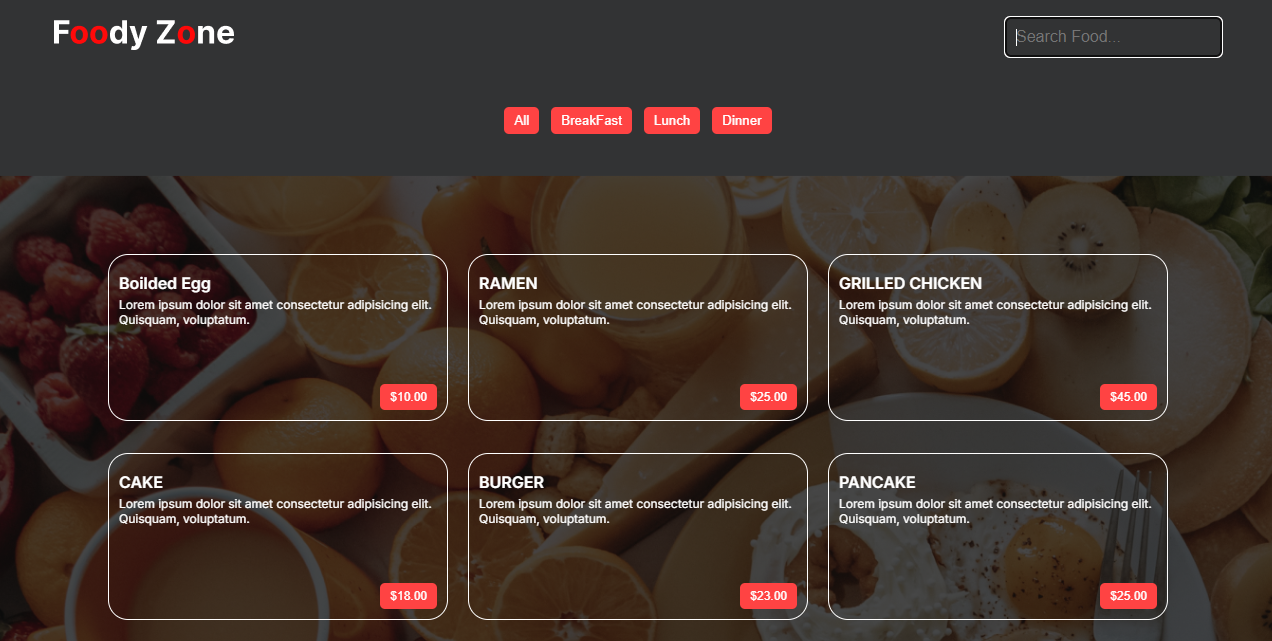 Foody Zone
Search Food...
All
BreakFast
Lunch
Dinner
Boilded Egg
Lorem ipsum dolor sit amet consectetur adipisicing elit.
Quisquam, voluptatum.
$10.00
RAMEN
Lorem ipsum dolor sit amet consectetur adipisicing elit.
Quisquam, voluptatum.
$25.00
GRILLED CHICKEN
Lorem ipsum dolor sit amet consectetur adipisicing elit.
Quisquam, voluptatum.
$45.00
CAKE
Lorem ipsum dolor sit amet consectetur adipisicing elit.
Quisquam, voluptatum.
$18.00
BURGER
Lorem ipsum dolor sit amet consectetur adipisicing elit.
Quisquam, voluptatum.
$23.00
PANCAKE
Lorem ipsum dolor sit amet consectetur adipisicing elit.
Quisquam, voluptatum.
$25.00